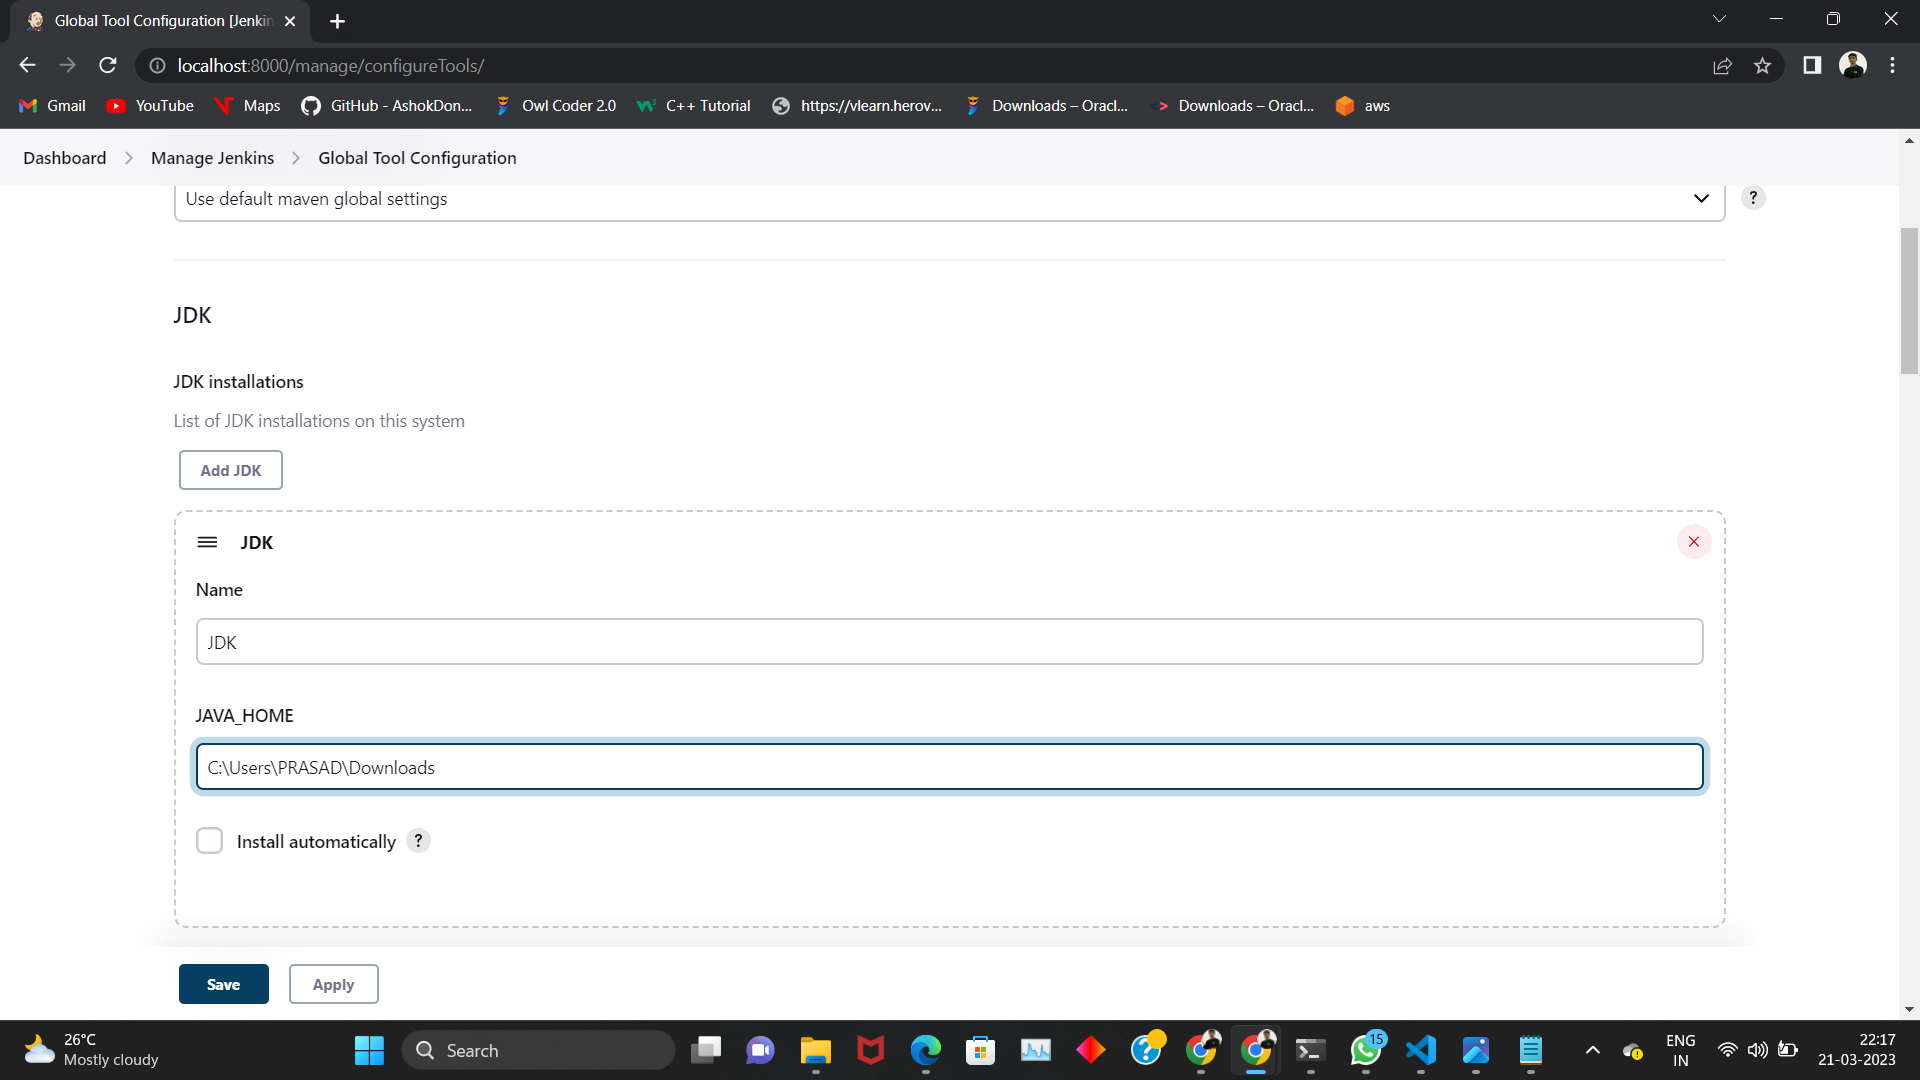 Global Tool Configuration [Jenkin
localhost:8000/manage/configureTools/
Gmail YouTube Maps GitHub - AshokDon... Owl Coder 2.0 C++ Tutorial https://vlearn.herov... Downloads – Oracl... Downloads – Oracl... aws
Dashboard Manage Jenkins Global Tool Configuration
Use default maven global settings
?
JDK
JDK installations
List of JDK installations on this system
Add JDK
JDK
Name
JDK
JAVA_HOME
C:\Users\PRASAD\Downloads
Install automatically ?
Save Apply
26°C
Mostly cloudy
Search
15
ENG
IN
22:17
21-03-2023